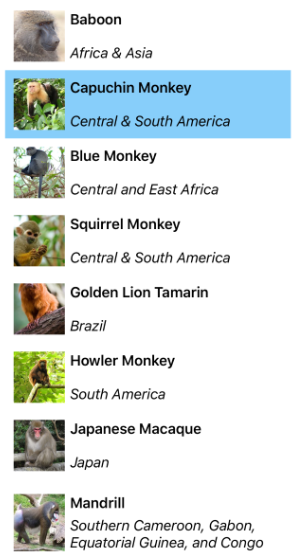 Baboon
Africa & Asia
Capuchin Monkey
Central & South America
Blue Monkey
Central and East Africa
Squirrel Monkey
Central & South America
Golden Lion Tamarin
Brazil
Howler Monkey
South America
Japanese Macaque
Japan
Mandrill
Southern Cameroon, Gabon,
Equatorial Guinea, and Congo